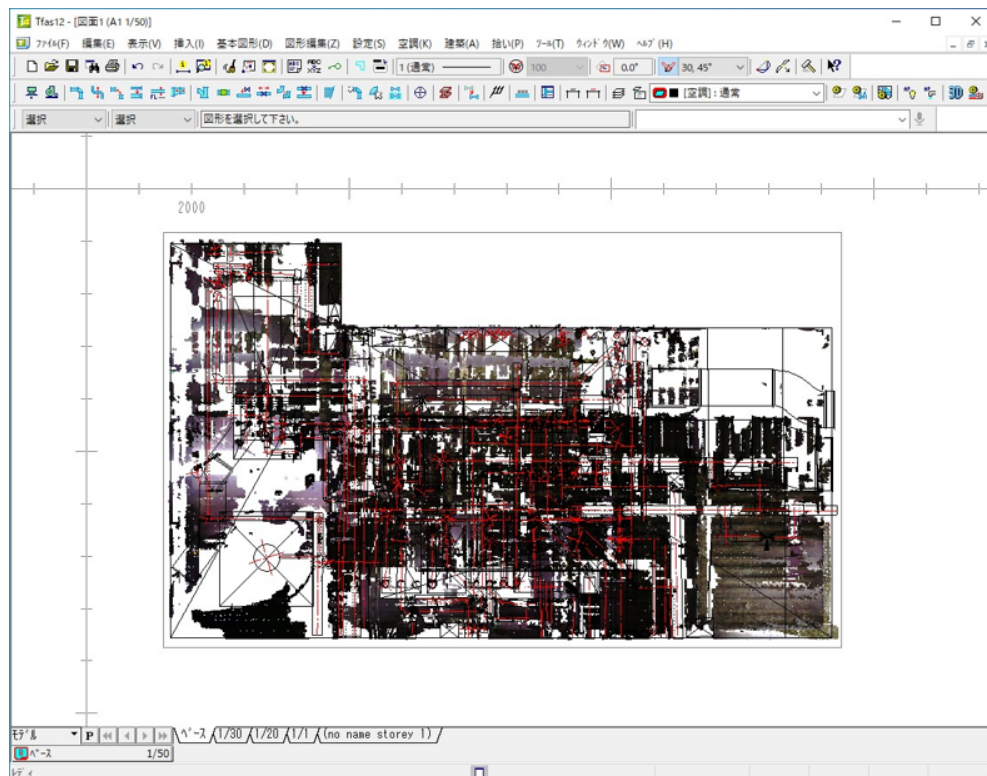 Tfas12 - [図面1 (A1 1/50)]
ファイル(F) 編集(E) 表示(V) 挿入(I) 基本図形(D) 図形編集(Z) 設定(S) 空調(K) 建築(A) 拾い(P) ツール(T) ウィンドウ(W) ヘルプ(H)
1(通常) 100 0.0° 30, 45°
[空調]:通常 3D
選択 選択 図形を選択して下さい。
2000
モデル P ベース 1/30 1/20 1/1 (no name storey 1)
ベース 1/50
レディ